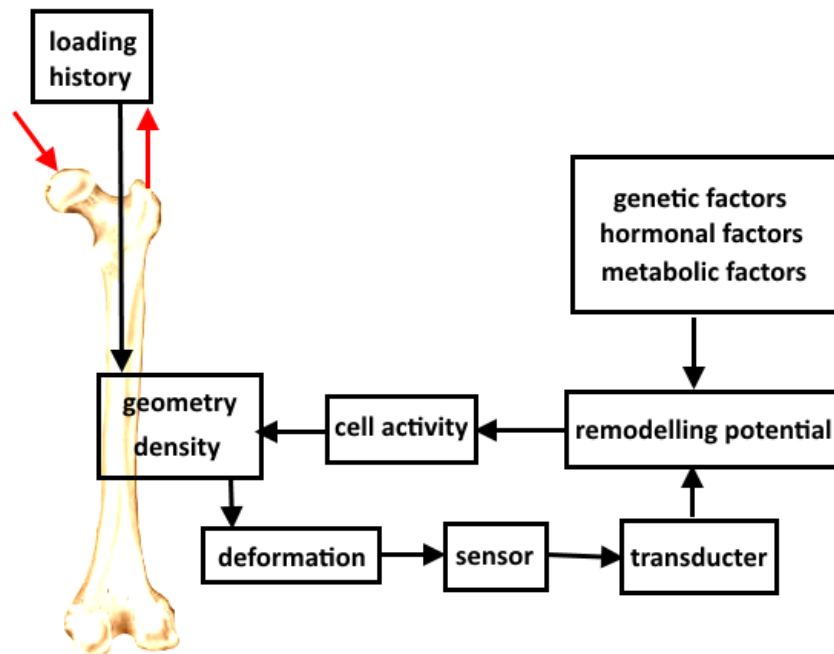 loading
history
genetic factors
hormonal factors
metabolic factors
geometry
density
cell activity
remodelling potential
deformation
sensor
transducter